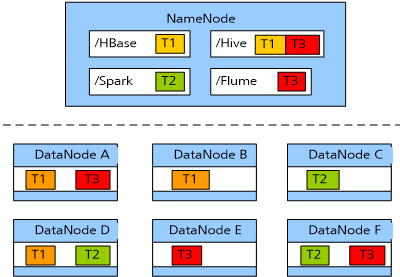 NameNode
/HBase T1 /Hive T1 T3
/Spark T2 /Flume T3
DataNode A DataNode B DataNode C
T1 T3 T1 T2
DataNode D DataNode E DataNode F
T1 T2 T3 T2 T3